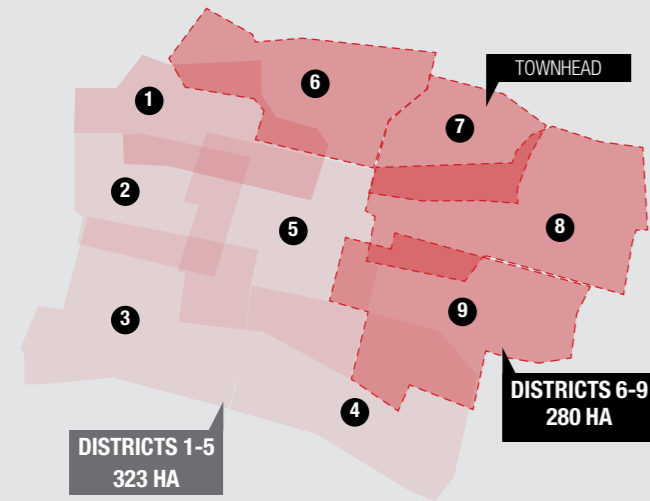 TOWNHEAD
6
1
7
2
8
5
9
3
4
DISTRICTS 6-9
280 HA
DISTRICTS 1-5
323 HA